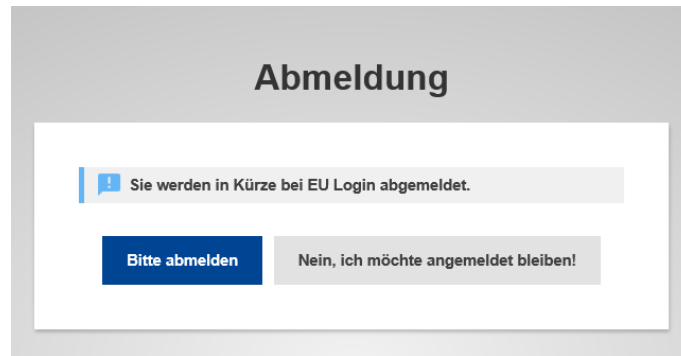 Abmeldung
Sie werden in Kürze bei EU Login abgemeldet.
Bitte abmelden
Nein, ich möchte angemeldet bleiben!